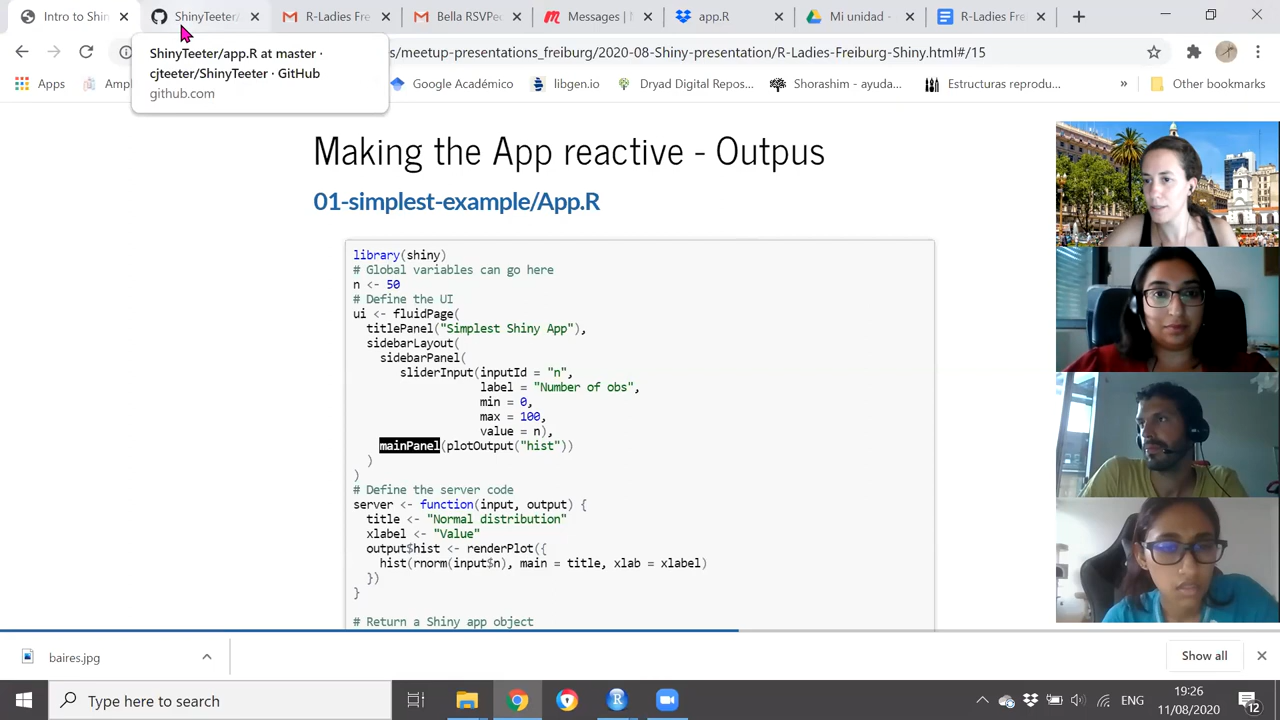 Intro to Shin
ShinyTeeter/
R-Ladies Fre
Bella RSVPec
Messages |
app.R
Mi unidad -
R-Ladies Fre
s/meetup-presentations_freiburg/2020-08-Shiny-presentation/R-Ladies-Freiburg-Shiny.html#/15
ShinyTeeter/app.R at master ·
cjteeter/ShinyTeeter · GitHub
github.com
Apps
Amp
Google Académico
libgen.io
Dryad Digital Repos...
Shorashim - ayuda...
Estructuras reprodu...
»
Other bookmarks
Making the App reactive - Outpus
01-simplest-example/App.R
library(shiny)
# Global variables can go here
n <- 50
# Define the UI
ui <- fluidPage(
titlePanel("Simplest Shiny App"),
sidebarLayout(
sidebarPanel(
sliderInput(inputId = "n",
label = "Number of obs",
min = 0,
max = 100,
value = n),
mainPanel(plotOutput("hist"))
)
)
# Define the server code
server <- function(input, output) {
title <- "Normal distribution"
xlabel <- "Value"
output$hist <- renderPlot({
hist(rnorm(input$n), main = title, xlab = xlabel)
})
}
# Return a Shiny app object
baires.jpg
Show all
Type here to search
ENG
19:26
11/08/2020
12